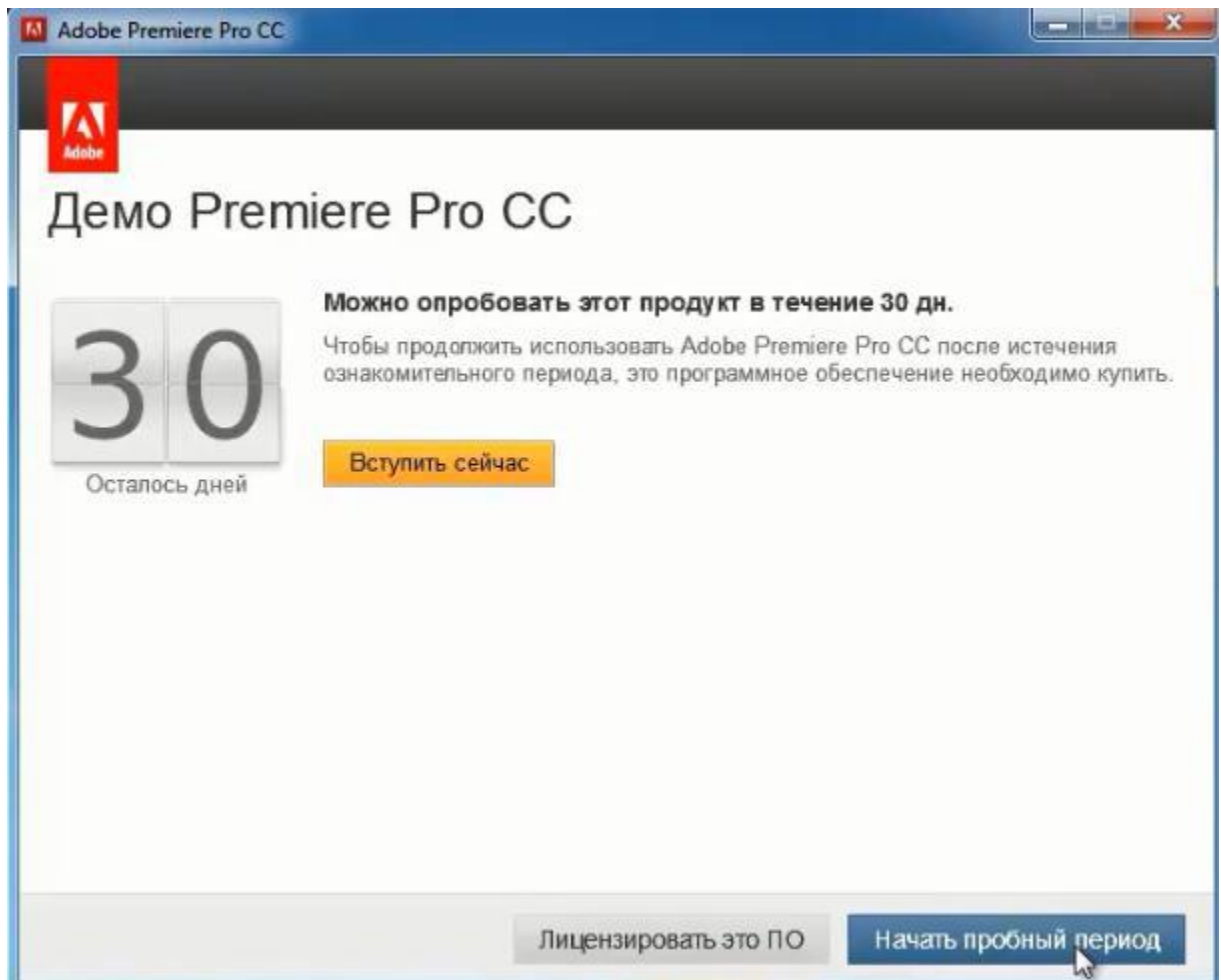 Adobe Premiere Pro CC
Adobe
Демо Premiere Pro CC
30
Осталось дней
Можно опробовать этот продукт в течение 30 дн.
Чтобы продолжить использовать Adobe Premiere Pro CC после истечения
ознакомительного периода, это программное обеспечение необходимо купить.
Вступить сейчас
Лицензировать это ПО
Начать пробный период